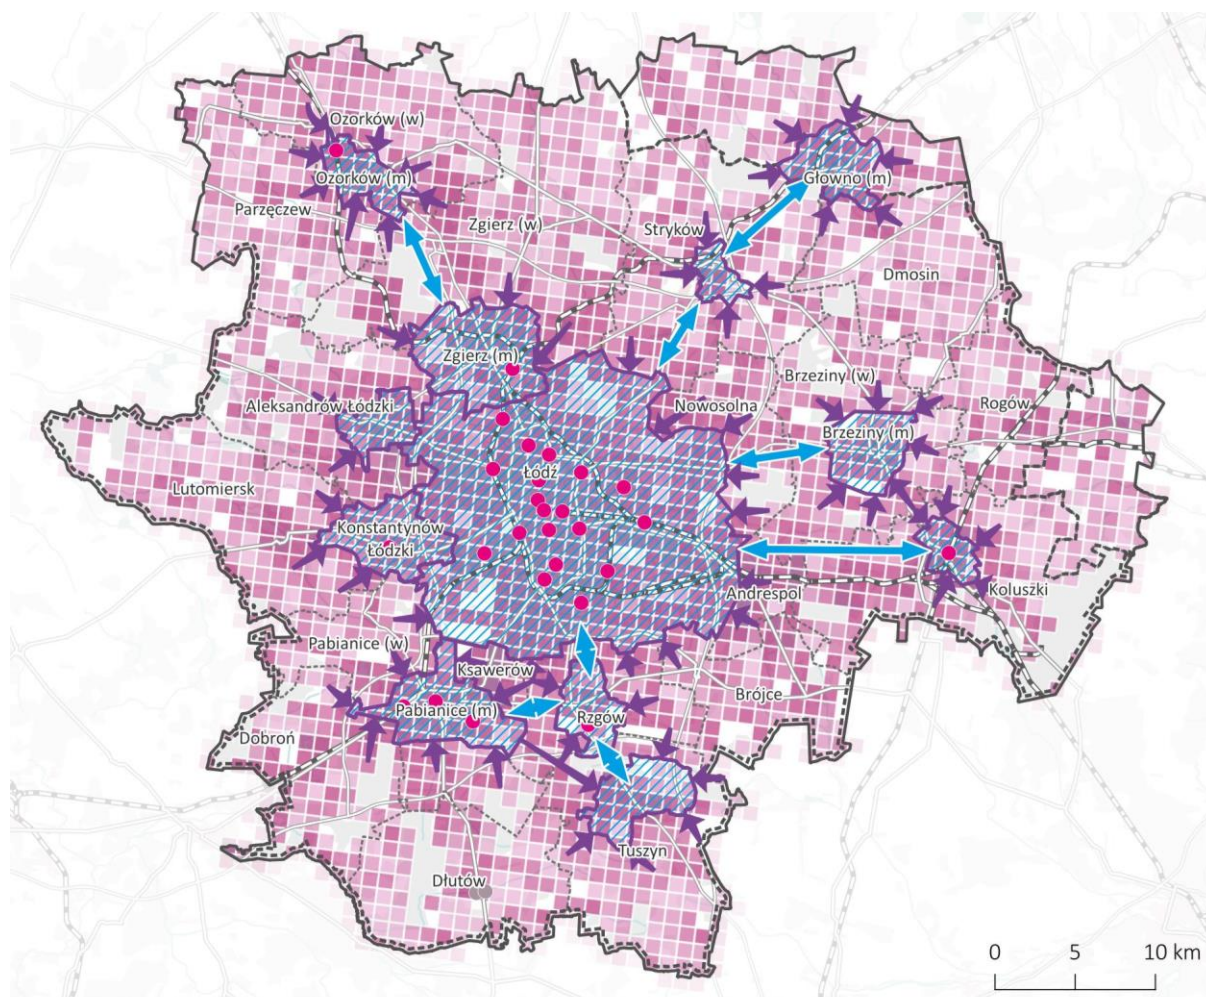 Ozorków (w)
Ozorków (m)
Głowno (m)
Parzęczew
Zgierz (w)
Stryków
Dmosin
Zgierz (m)
Brzeziny (w)
Rogów
Aleksandrów Łódzki
Nowosolna
Brzeziny (m)
Łódź
Lutomiersk
Konstantynów
Łódzki
Andrespol
Koluszki
Pabianice (w)
Ksawerów
Brójce
Pabianice (m)
Rzgów
Dobroń
Tuszyn
Dłutów
0 5 10 km